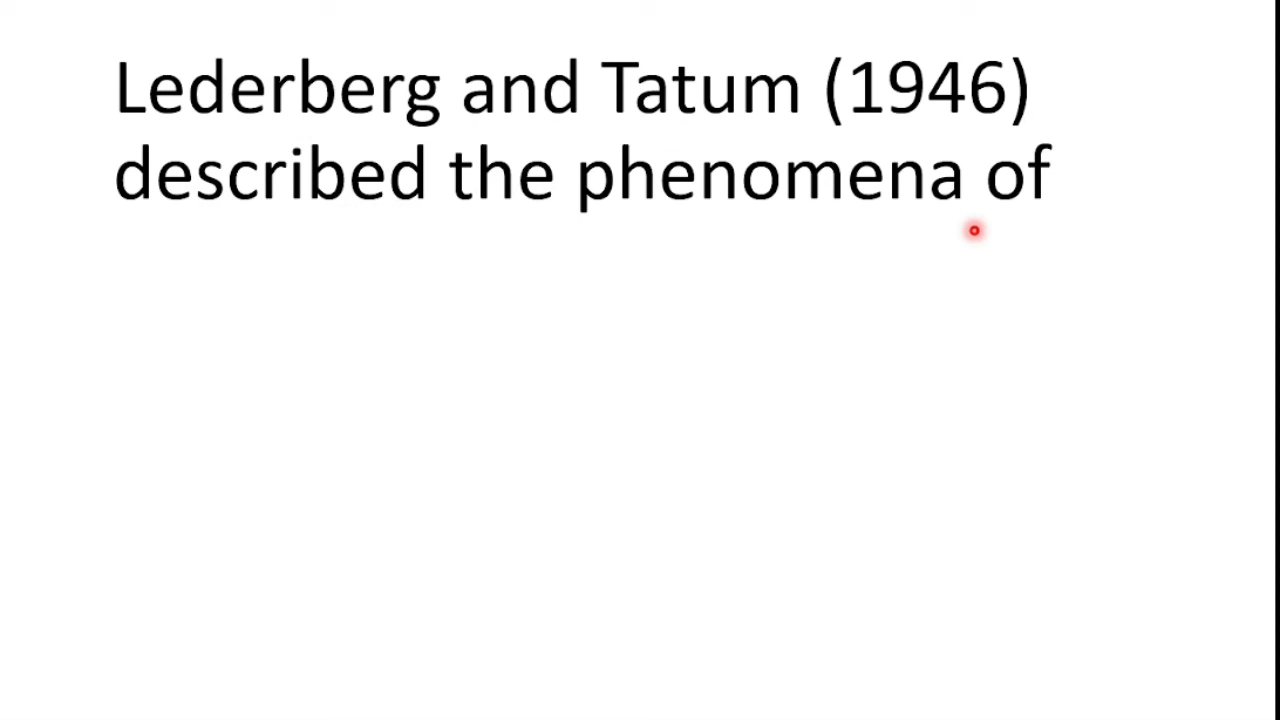 Lederberg and Tatum (1946)
described the phenomena of